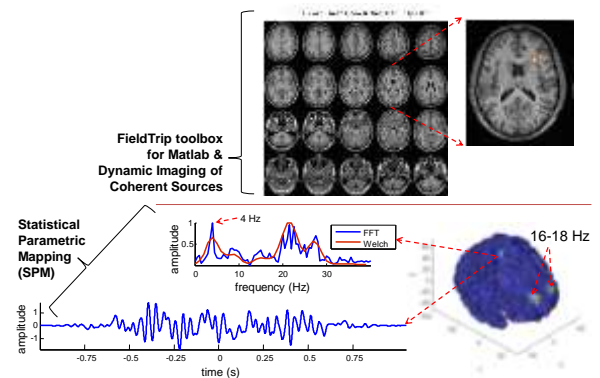 FieldTrip toolbox
for Matlab &
Dynamic Imaging of
Coherent Sources
Statistical
Parametric
Mapping
(SPM)
4 Hz
FFT
Welch
amplitude
1
0.5
0 10 20 30
frequency (Hz)
16-18 Hz
amplitude
1
0
-1
-0.75 -0.5 -0.25 0 0.25 0.5 0.75
time (s)